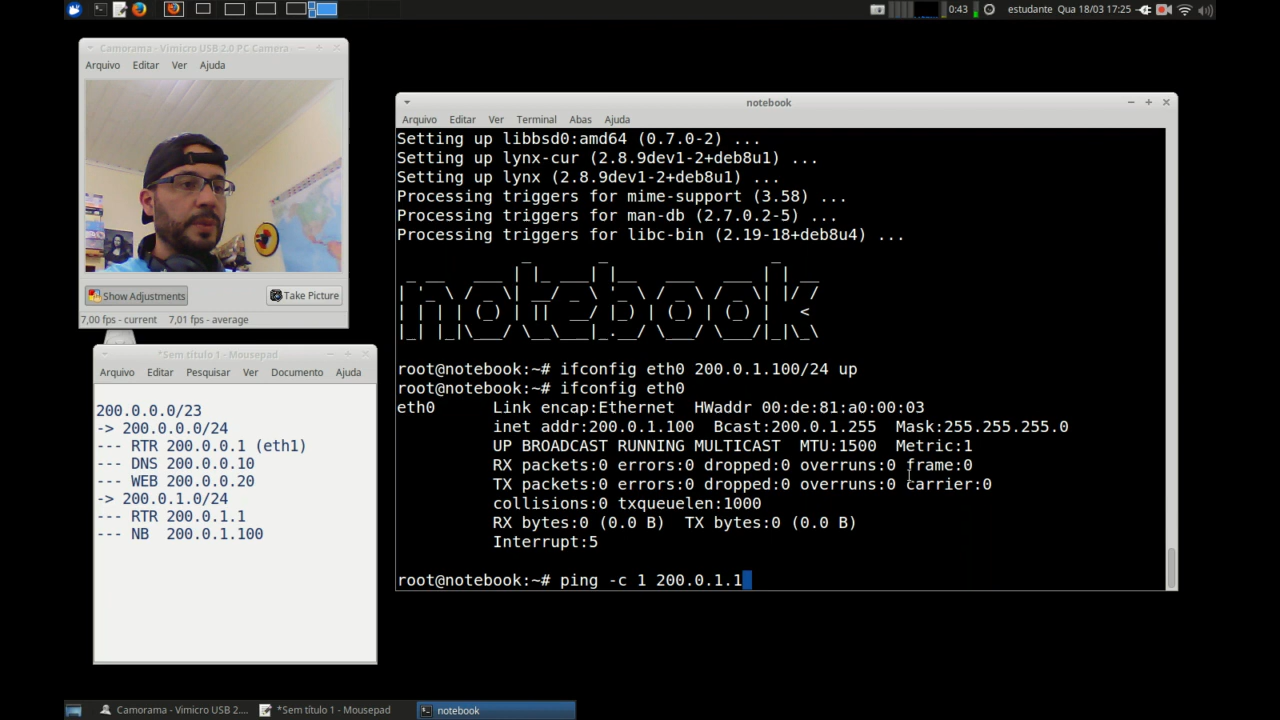 0:43 estudante Qua 18/03 17:25
Camorama - Vimicro USB 2.0 PC Camera
Arquivo Editar Ver Ajuda
Show Adjustments Take Picture
7,00 fps - current 7,01 fps - average
*Sem título 1 - Mousepad
Arquivo Editar Pesquisar Ver Documento Ajuda
200.0.0.0/23
-> 200.0.0.0/24
--- RTR 200.0.0.1 (eth1)
--- DNS 200.0.0.10
--- WEB 200.0.0.20
-> 200.0.1.0/24
--- RTR 200.0.1.1
--- NB 200.0.1.100
notebook
Arquivo Editar Ver Terminal Abas Ajuda
Setting up libbsd0:amd64 (0.7.0-2) ...
Setting up lynx-cur (2.8.9dev1-2+deb8u1) ...
Setting up lynx (2.8.9dev1-2+deb8u1) ...
Processing triggers for mime-support (3.58) ...
Processing triggers for man-db (2.7.0.2-5) ...
Processing triggers for libc-bin (2.19-18+deb8u4) ...
notebook
root@notebook:~# ifconfig eth0 200.0.1.100/24 up
root@notebook:~# ifconfig eth0
eth0 Link encap:Ethernet HWaddr 00:de:81:a0:00:03
inet addr:200.0.1.100 Bcast:200.0.1.255 Mask:255.255.255.0
UP BROADCAST RUNNING MULTICAST MTU:1500 Metric:1
RX packets:0 errors:0 dropped:0 overruns:0 frame:0
TX packets:0 errors:0 dropped:0 overruns:0 carrier:0
collisions:0 txqueuelen:1000
RX bytes:0 (0.0 B) TX bytes:0 (0.0 B)
Interrupt:5
root@notebook:~# ping -c 1 200.0.1.1
Camorama - Vimicro USB 2.... *Sem título 1 - Mousepad notebook